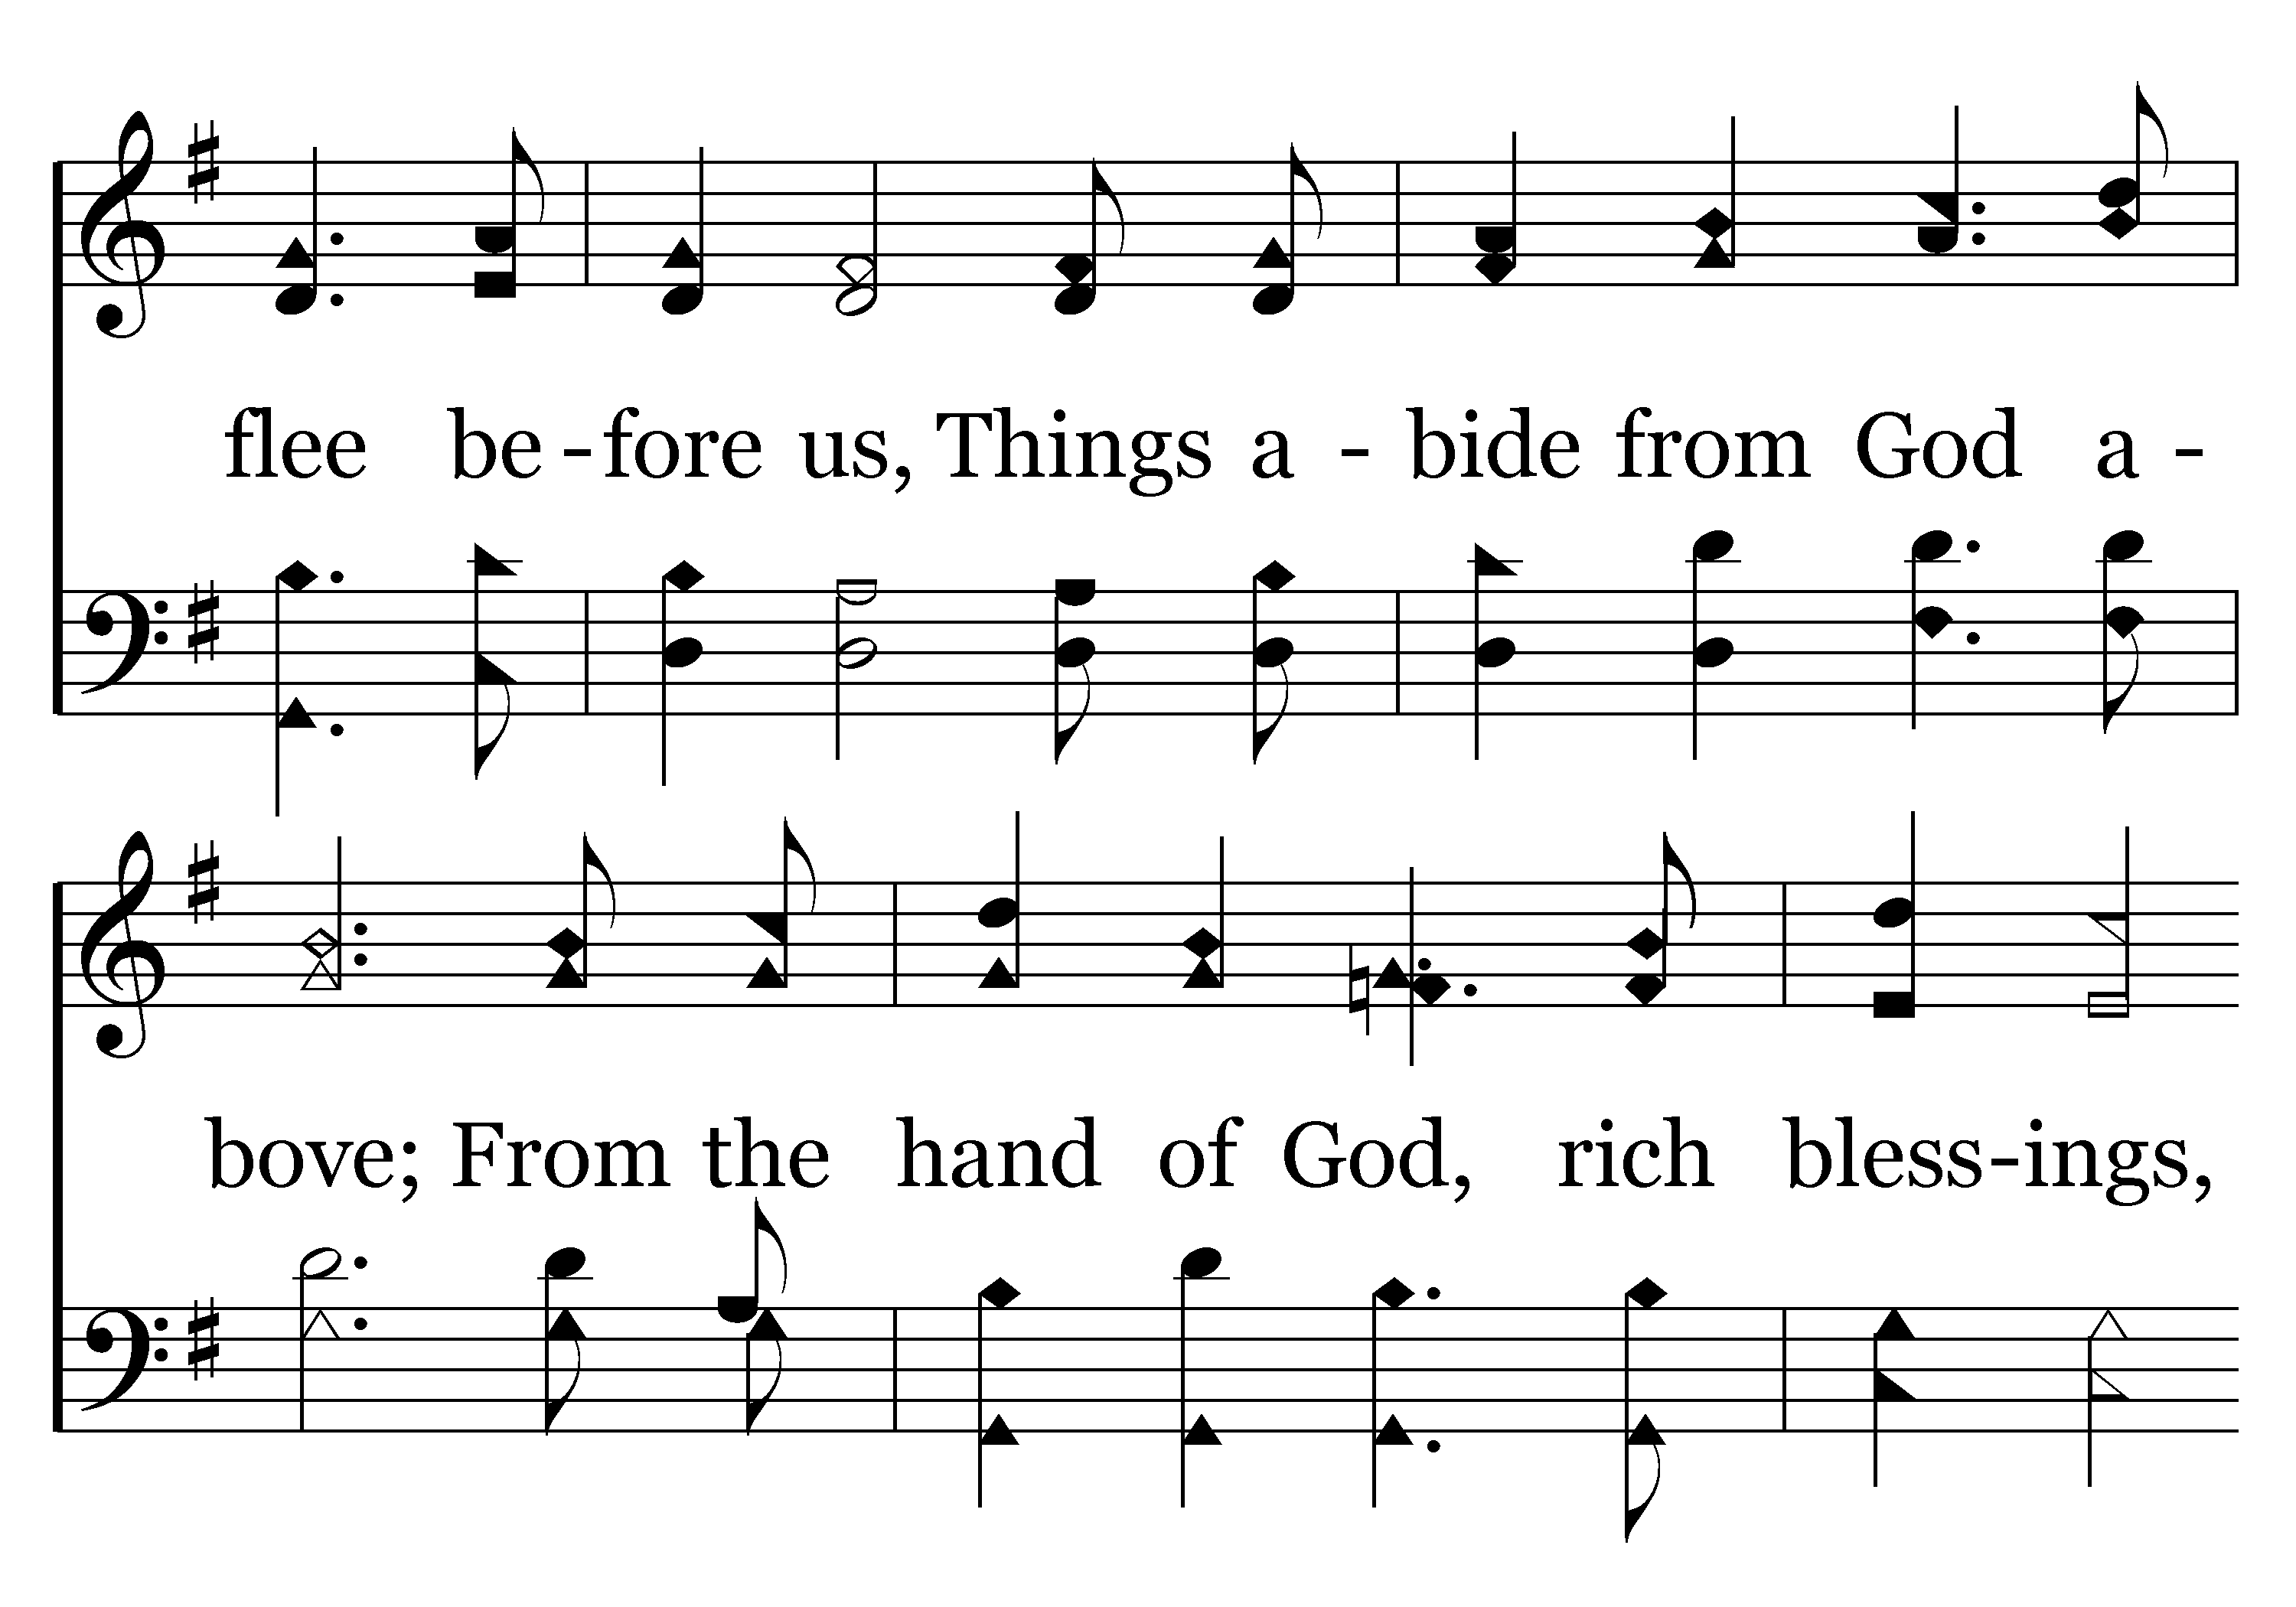 flee be - fore us, Things a - bide from God a -
bove; From the hand of God, rich bless - ings,